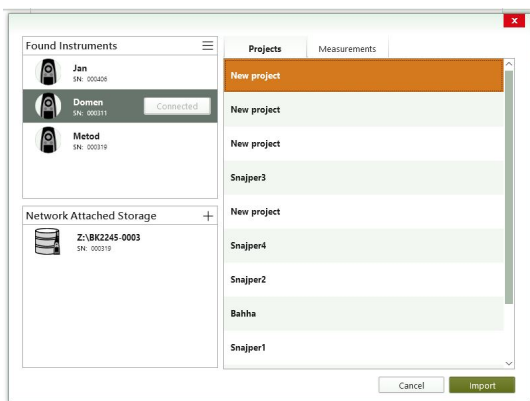 Found Instruments
Jan
SN: 000406
Domen
SN: 000311
Connected
Metod
SN: 000319
Network Attached Storage
Z:\BK2245-0003
SN: 000319
Projects
Measurements
New project
New project
New project
Snajper3
New project
Snajper4
Snajper2
Bahha
Snajper1
Cancel
Import